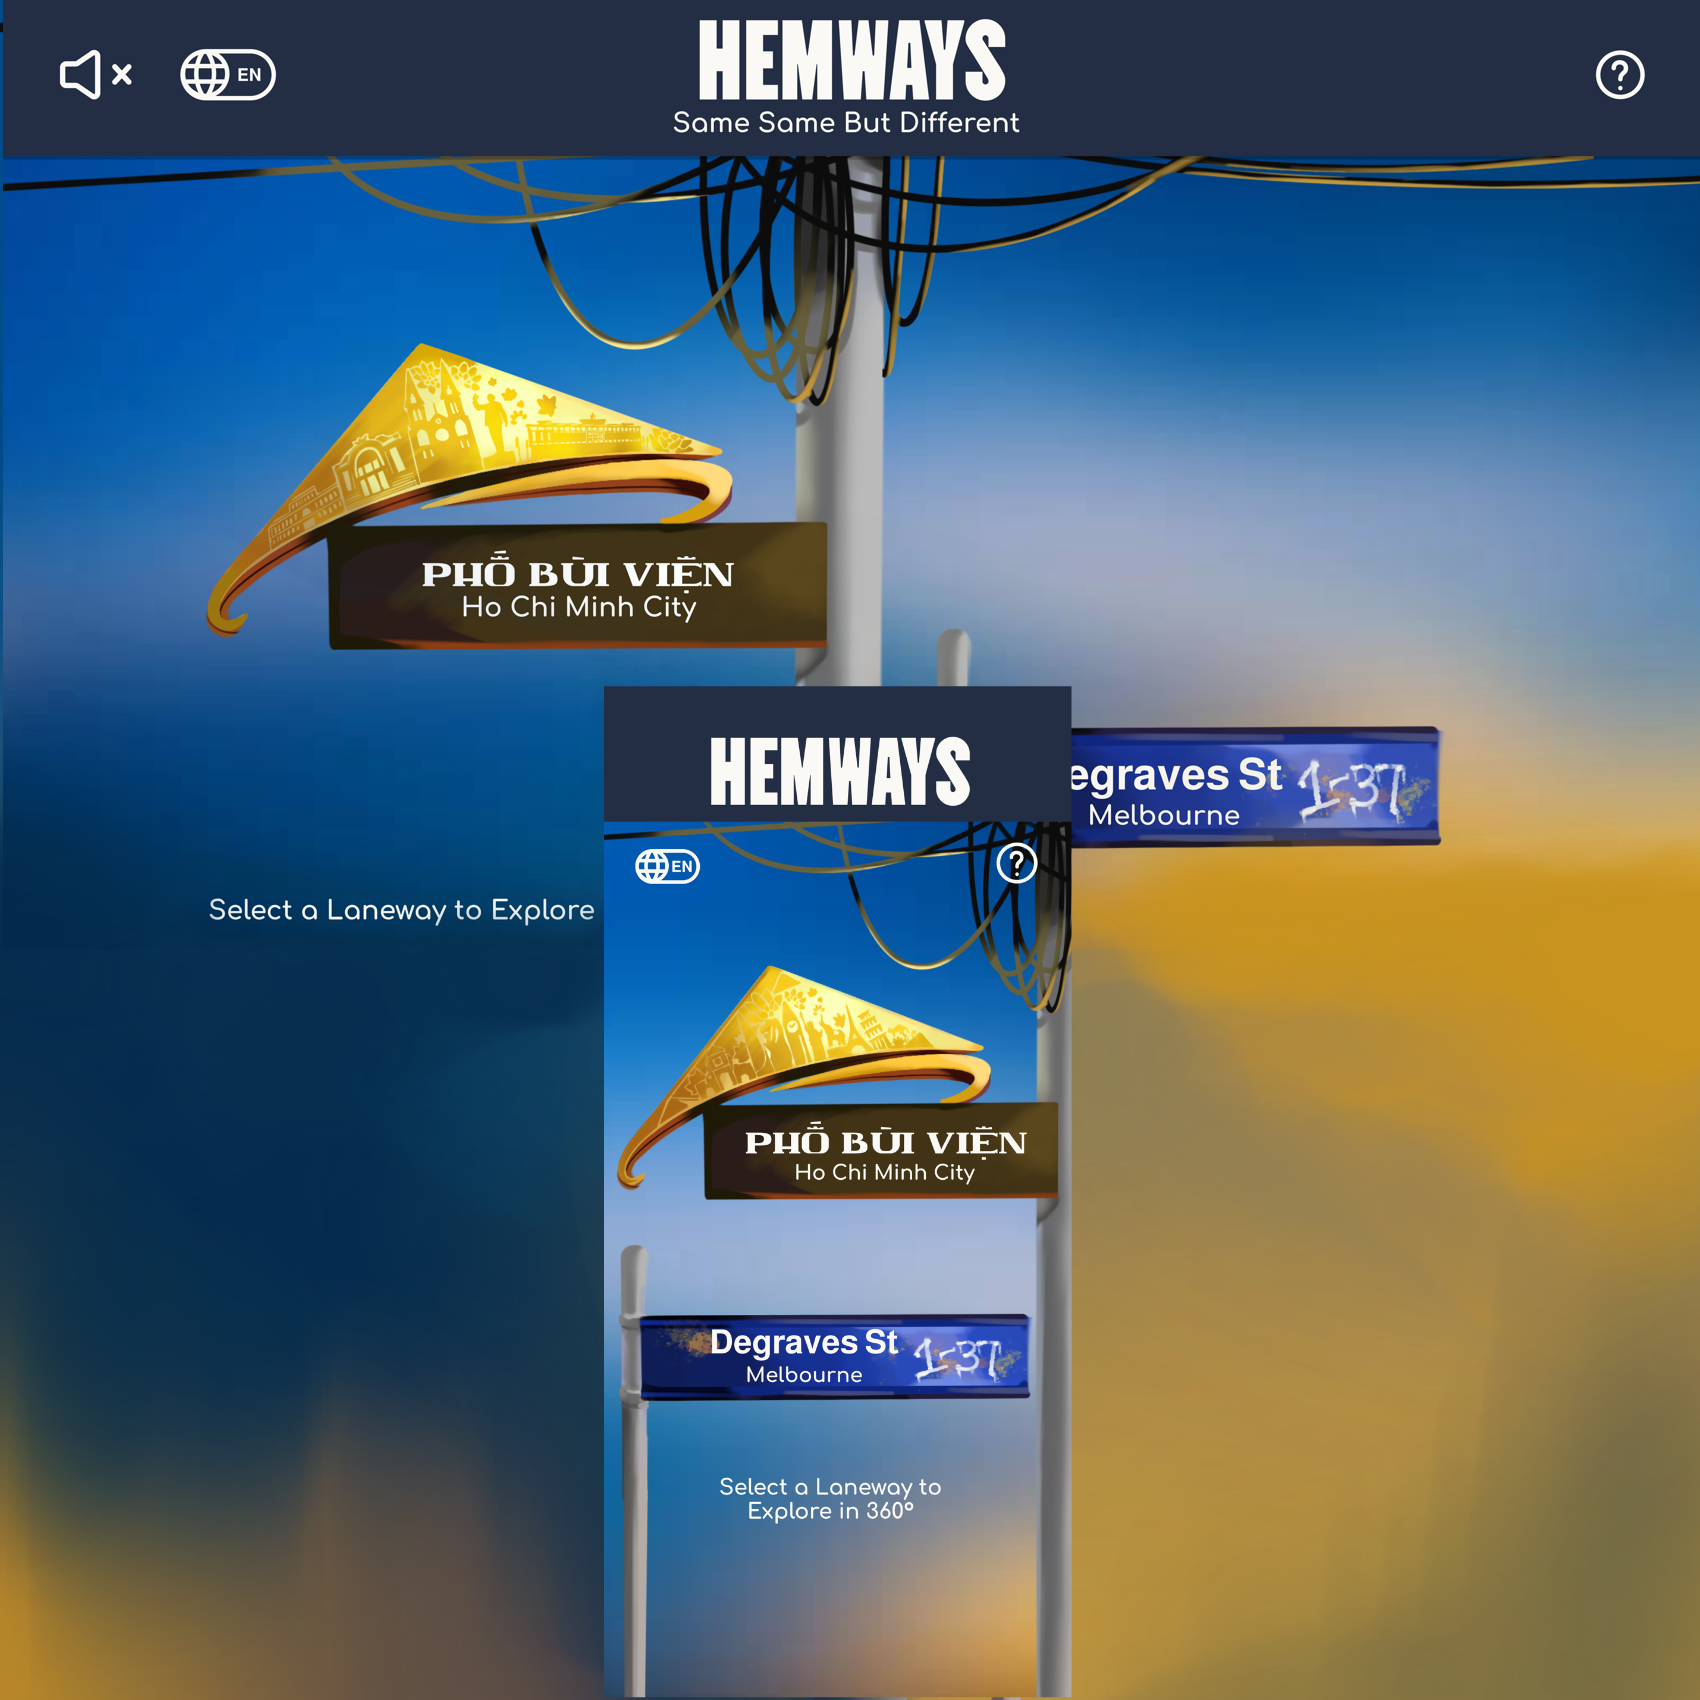 EN
HEMWAYS
Same Same But Different
?
PHỐ BÙI VIỆN
Ho Chi Minh City
egraves St 1-37
Melbourne
Select a Laneway to Explore
HEMWAYS
EN
?
PHỐ BÙI VIỆN
Ho Chi Minh City
Degraves St 1-37
Melbourne
Select a Laneway to
Explore in 360°